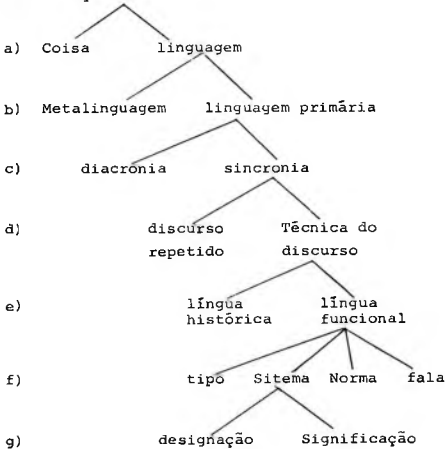 a) Coisa linguagem
b) Metalinguagem linguagem primária
c) diacronia sincronia
d) discurso Técnica do
repetido discurso
e) língua língua
histórica funcional
f) tipo Sitema Norma fala
g) designação Significação